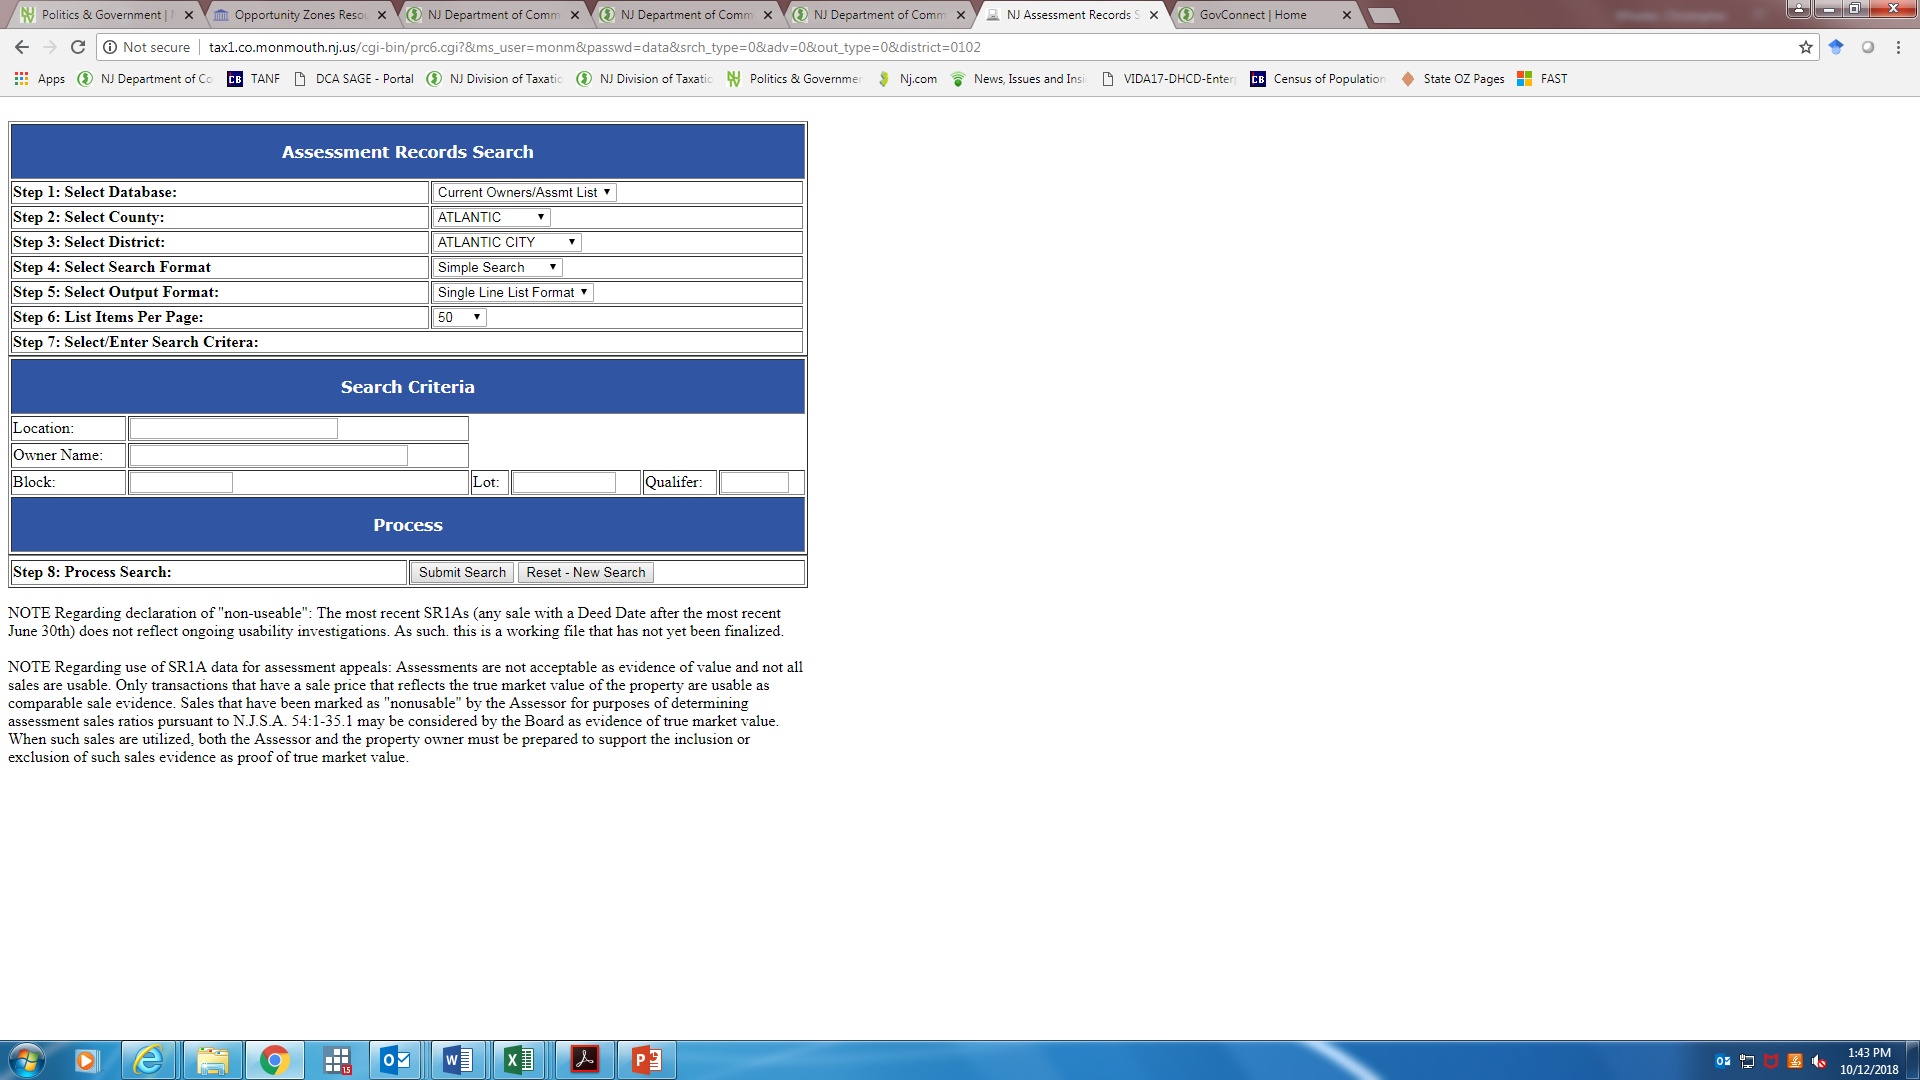 Politics & Government | N
Opportunity Zones Resou
NJ Department of Comm
NJ Department of Comm
NJ Department of Comm
NJ Assessment Records S
GovConnect | Home
Not secure
tax1.co.monmouth.nj.us/cgi-bin/prc6.cgi?&ms_user=monm&passwd=data&srch_type=0&adv=0&out_type=0&district=0102
Apps
NJ Department of Co
CB
TANF
DCA SAGE - Portal
NJ Division of Taxatio
NJ Division of Taxatio
Politics & Governmer
Nj.com
News, Issues and Insi
VIDA17-DHCD-Enter
CB
Census of Population
State OZ Pages
FAST
Assessment Records Search
Step 1: Select Database: Current Owners/Assmt List
Step 2: Select County: ATLANTIC
Step 3: Select District: ATLANTIC CITY
Step 4: Select Search Format Simple Search
Step 5: Select Output Format: Single Line List Format
Step 6: List Items Per Page: 50
Step 7: Select/Enter Search Critera:
Search Criteria
Location:
Owner Name:
Block: Lot: Qualifer:
Process
Step 8: Process Search: Submit Search Reset - New Search
NOTE Regarding declaration of "non-useable": The most recent SR1As (any sale with a Deed Date after the most recent
June 30th) does not reflect ongoing usability investigations. As such. this is a working file that has not yet been finalized.
NOTE Regarding use of SR1A data for assessment appeals: Assessments are not acceptable as evidence of value and not all
sales are usable. Only transactions that have a sale price that reflects the true market value of the property are usable as
comparable sale evidence. Sales that have been marked as "nonusable" by the Assessor for purposes of determining
assessment sales ratios pursuant to N.J.S.A. 54:1-35.1 may be considered by the Board as evidence of true market value.
When such sales are utilized, both the Assessor and the property owner must be prepared to support the inclusion or
exclusion of such sales evidence as proof of true market value.
15
1:43 PM
10/12/2018